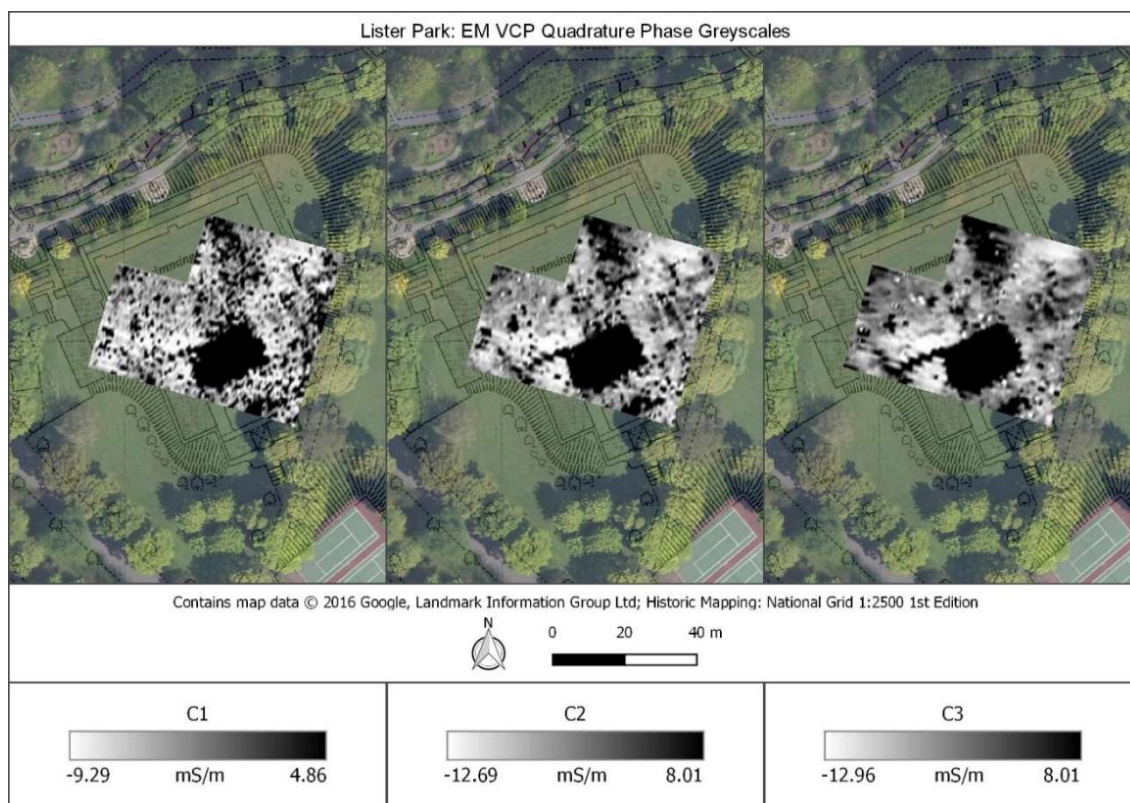 Lister Park: EM VCP Quadrature Phase Greyscales
Contains map data © 2016 Google, Landmark Information Group Ltd; Historic Mapping: National Grid 1:2500 1st Edition
N
0 20 40 m
C1
-9.29 mS/m 4.86
C2
-12.69 mS/m 8.01
C3
-12.96 mS/m 8.01